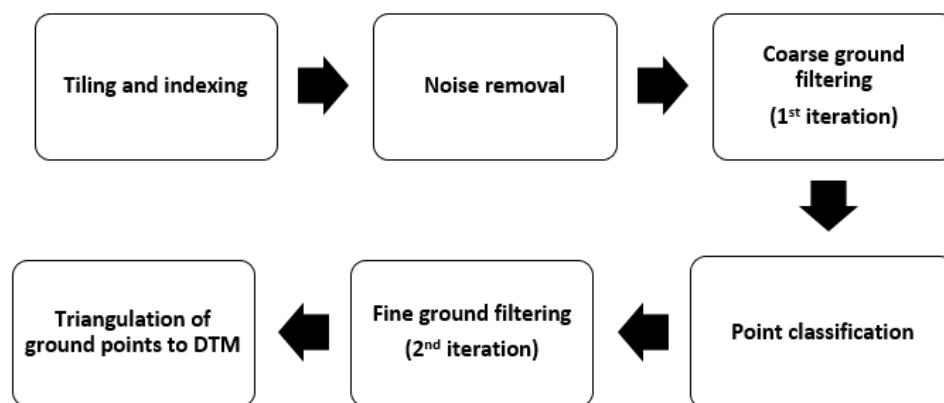 Tiling and indexing
Noise removal
Coarse ground
filtering
(1st iteration)
Point classification
Fine ground filtering
(2nd iteration)
Triangulation of
ground points to DTM